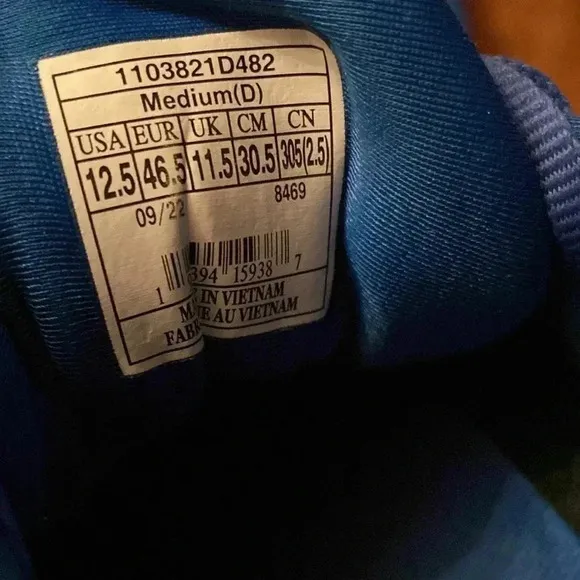 1103821D482
Medium(D)
USA EUR UK CM CN
12.5 46.5 11.5 30.5 305(2.5)
09/22 8469
1 394 15938 7
IN VIETNAM
AU VIETNAM